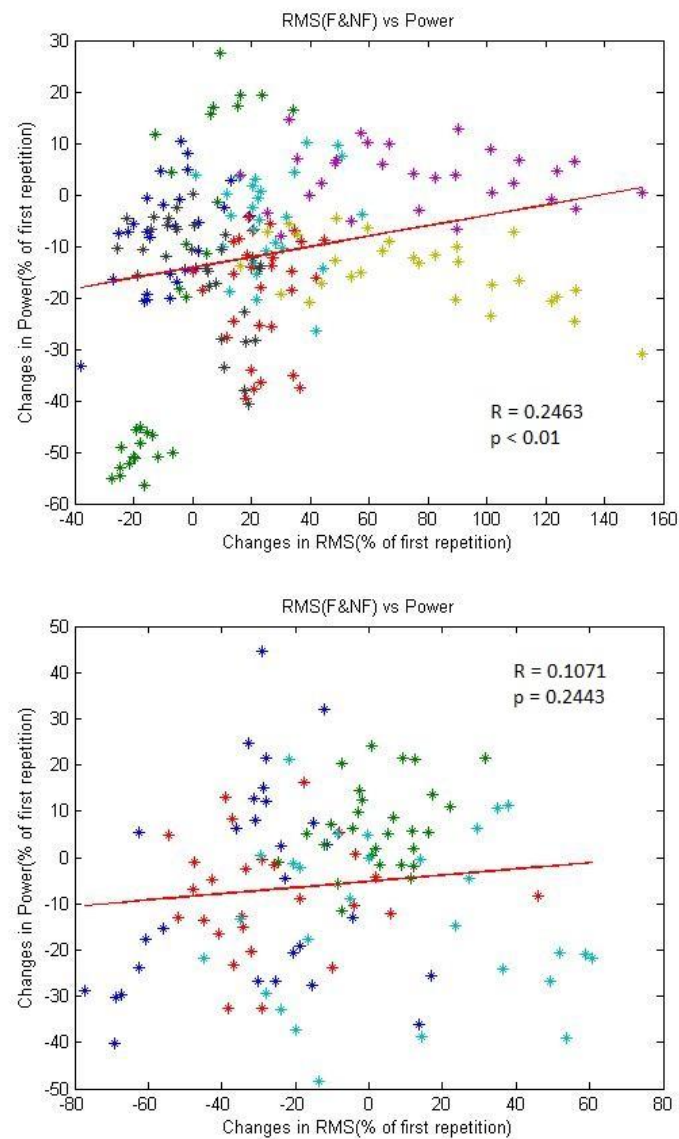 RMS(F&NF) vs Power
30
20
10
0
-10
-20
-30
-40
-50
-60
Changes in Power(% of first repetition)
R = 0.2463
p < 0.01
-40 -20 0 20 40 60 80 100 120 140 160
Changes in RMS(% of first repetition)
RMS(F&NF) vs Power
50
40
30
20
10
0
-10
-20
-30
-40
-50
Changes in Power(% of first repetition)
R = 0.1071
p = 0.2443
-80 -60 -40 -20 0 20 40 60 80
Changes in RMS(% of first repetition)